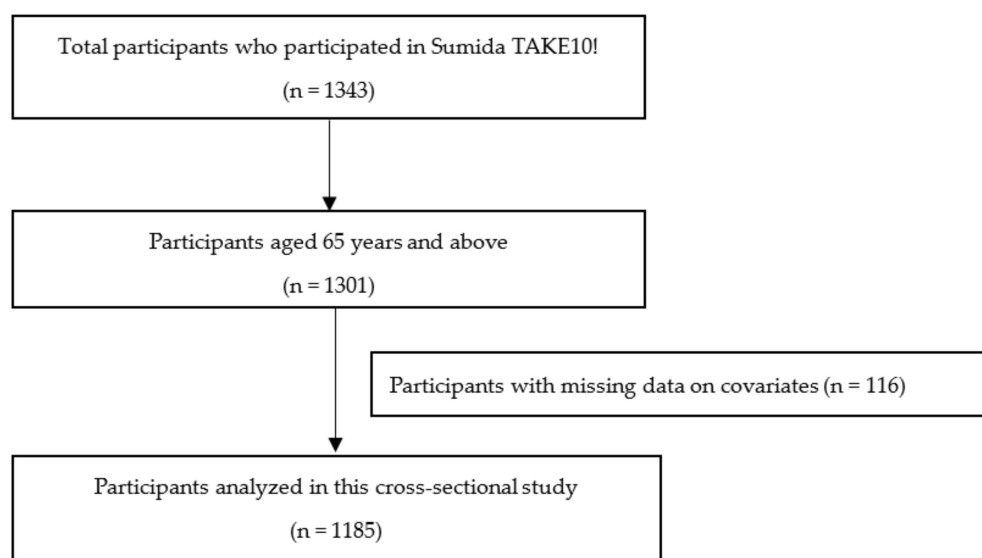 Total participants who participated in Sumida TAKE10!
(n = 1343)
Participants aged 65 years and above
(n = 1301)
Participants with missing data on covariates (n = 116)
Participants analyzed in this cross-sectional study
(n = 1185)